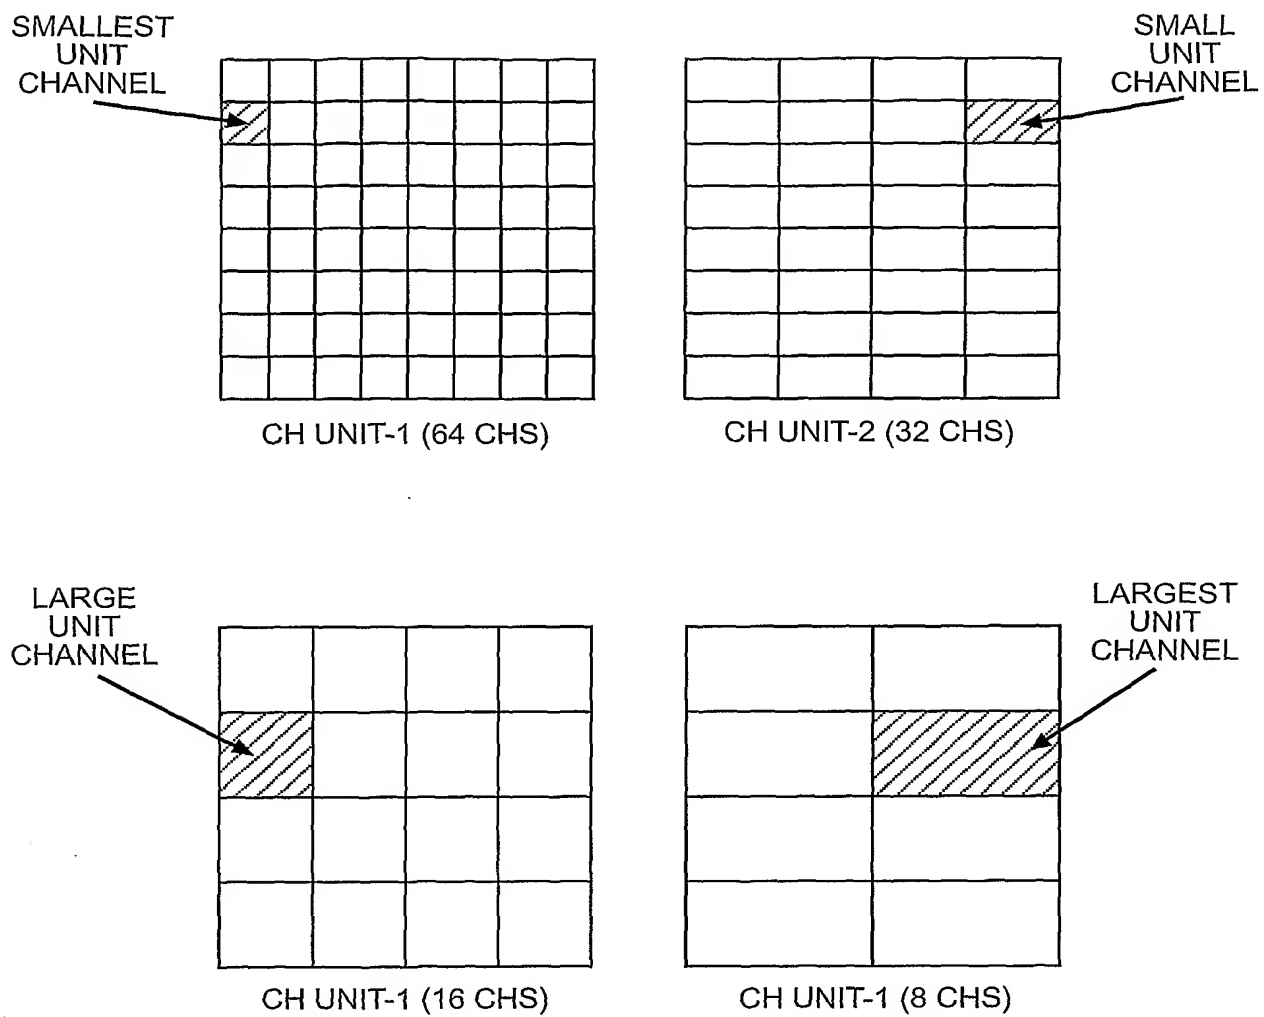 SMALLEST
UNIT
CHANNEL
SMALL
UNIT
CHANNEL
CH UNIT-1 (64 CHS)
CH UNIT-2 (32 CHS)
LARGE
UNIT
CHANNEL
LARGEST
UNIT
CHANNEL
CH UNIT-1 (16 CHS)
CH UNIT-1 (8 CHS)